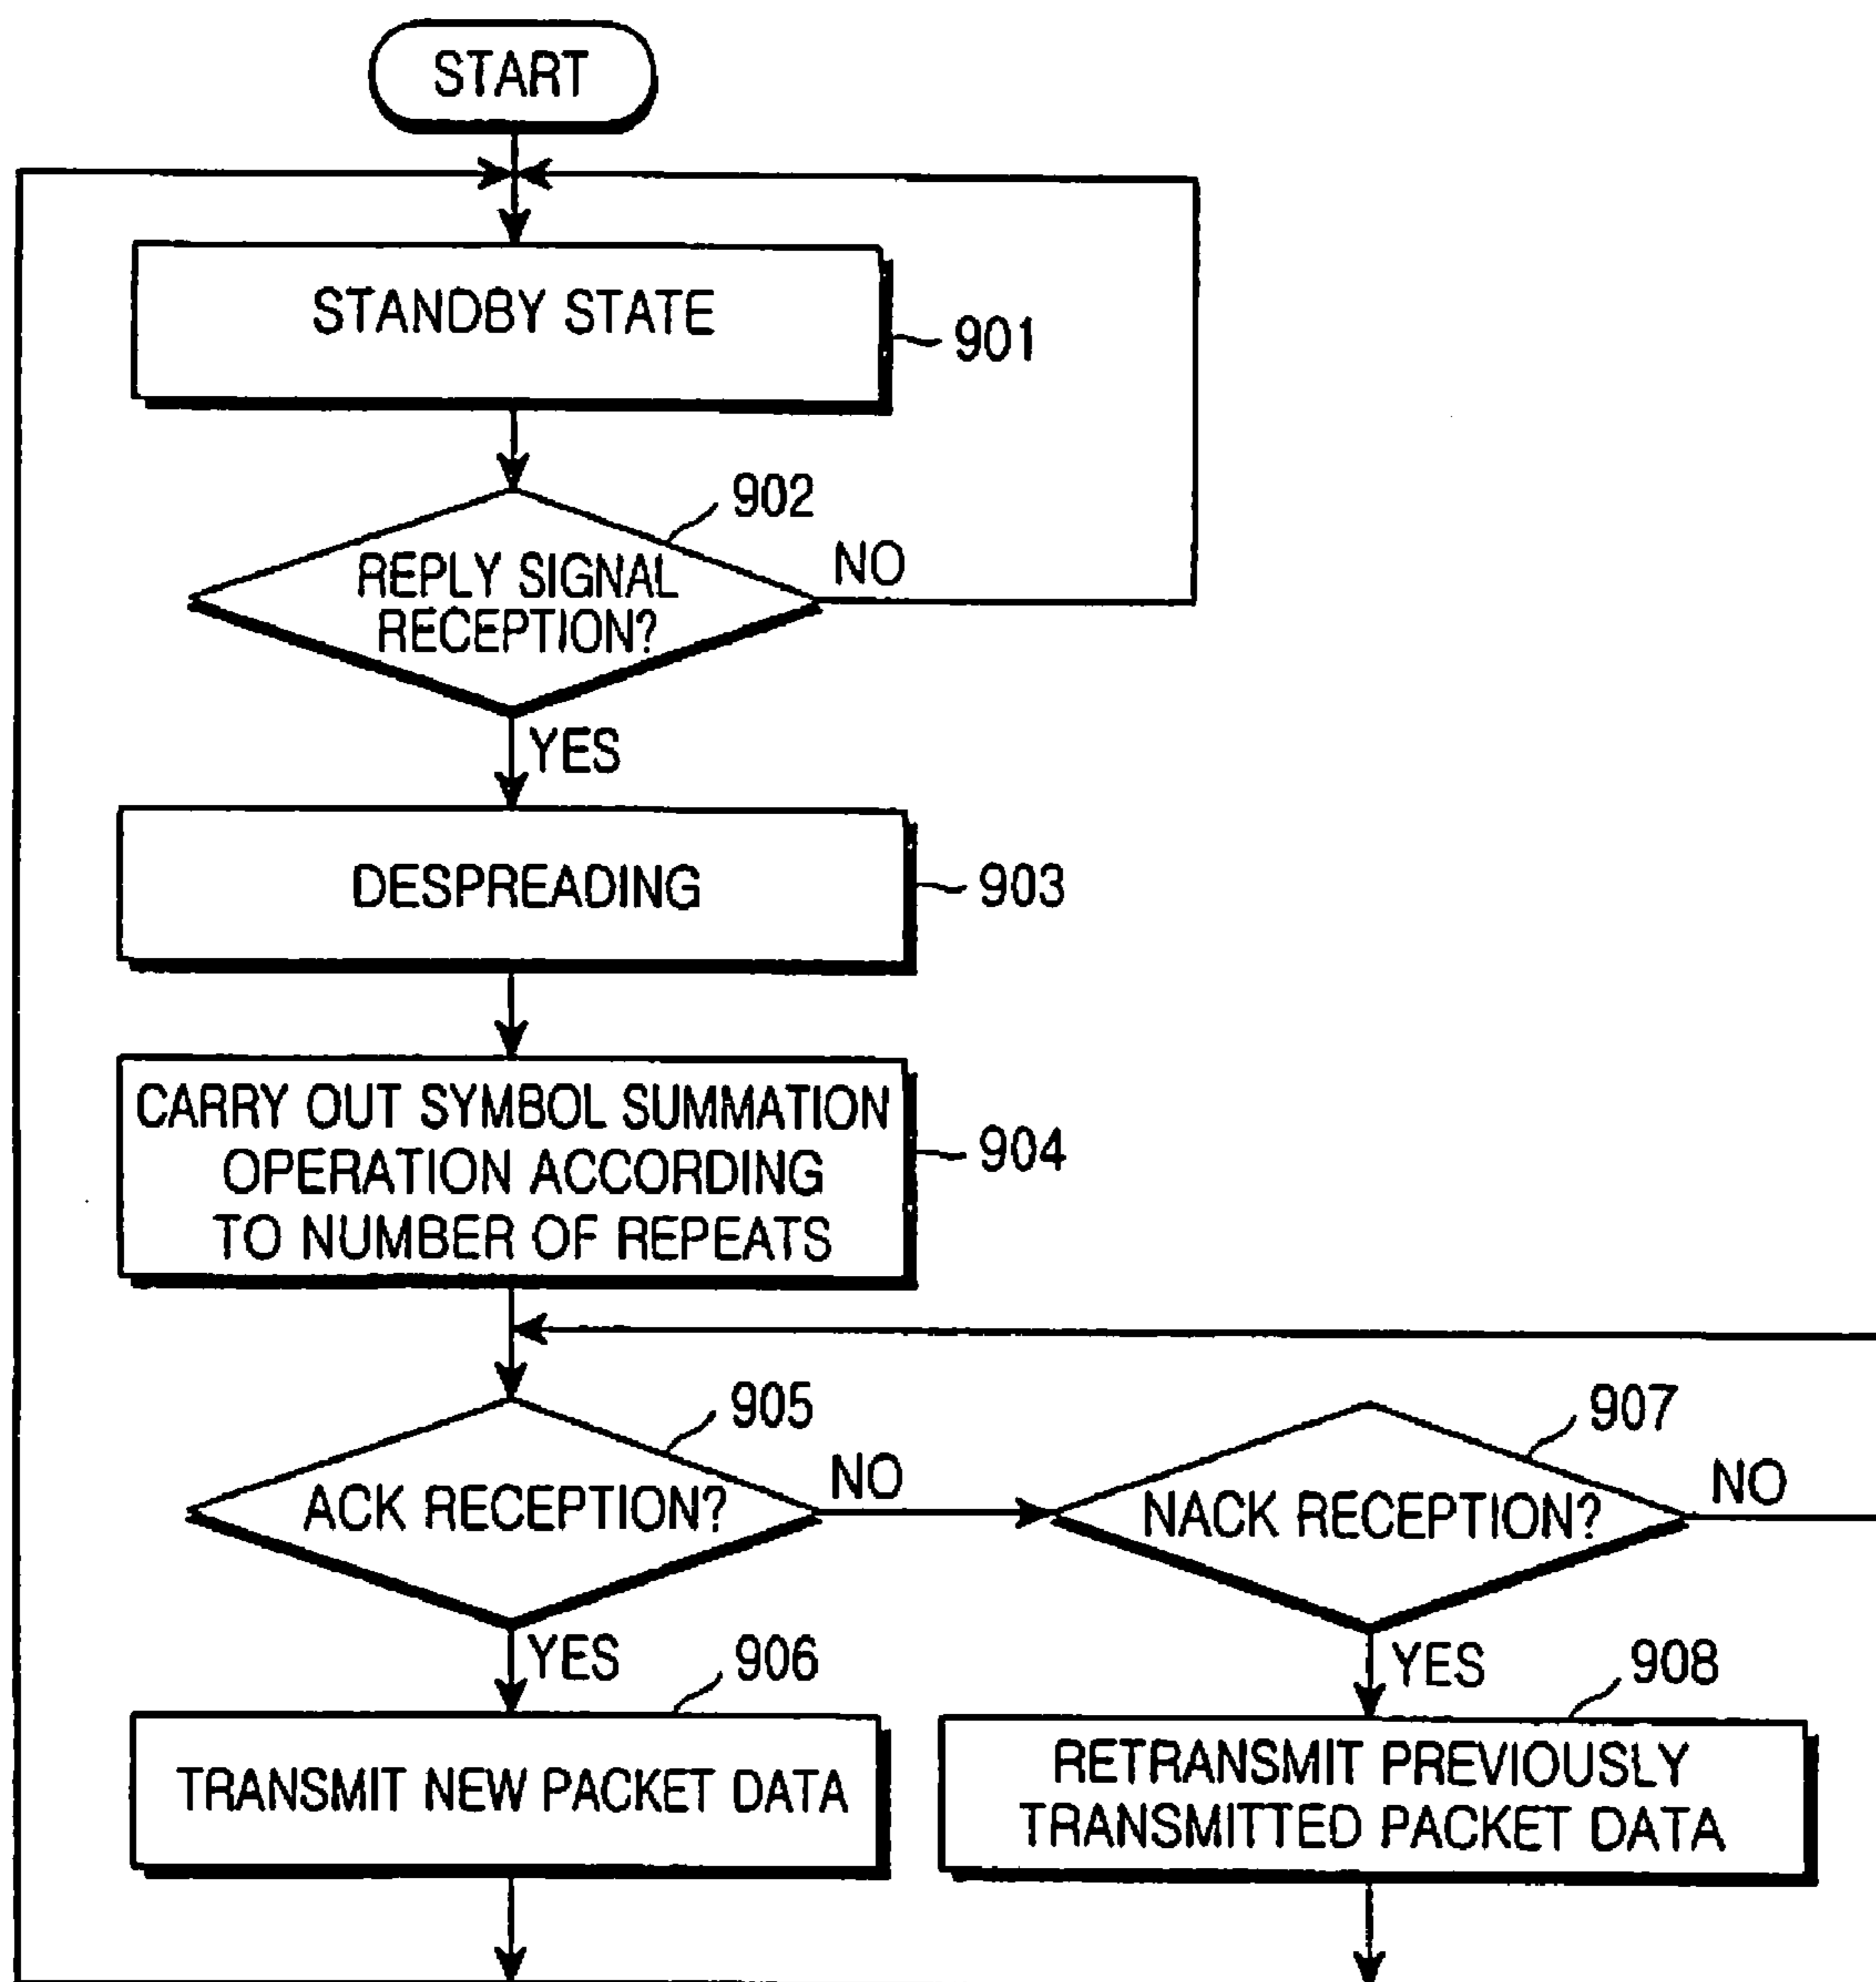 START
STANDBY STATE
901
902
REPLY SIGNAL
RECEPTION?
NO
YES
DESPREADING
903
CARRY OUT SYMBOL SUMMATION
OPERATION ACCORDING
TO NUMBER OF REPEATS
904
905
ACK RECEPTION?
NO
907
NACK RECEPTION?
NO
YES
906
TRANSMIT NEW PACKET DATA
YES
908
RETRANSMIT PREVIOUSLY
TRANSMITTED PACKET DATA